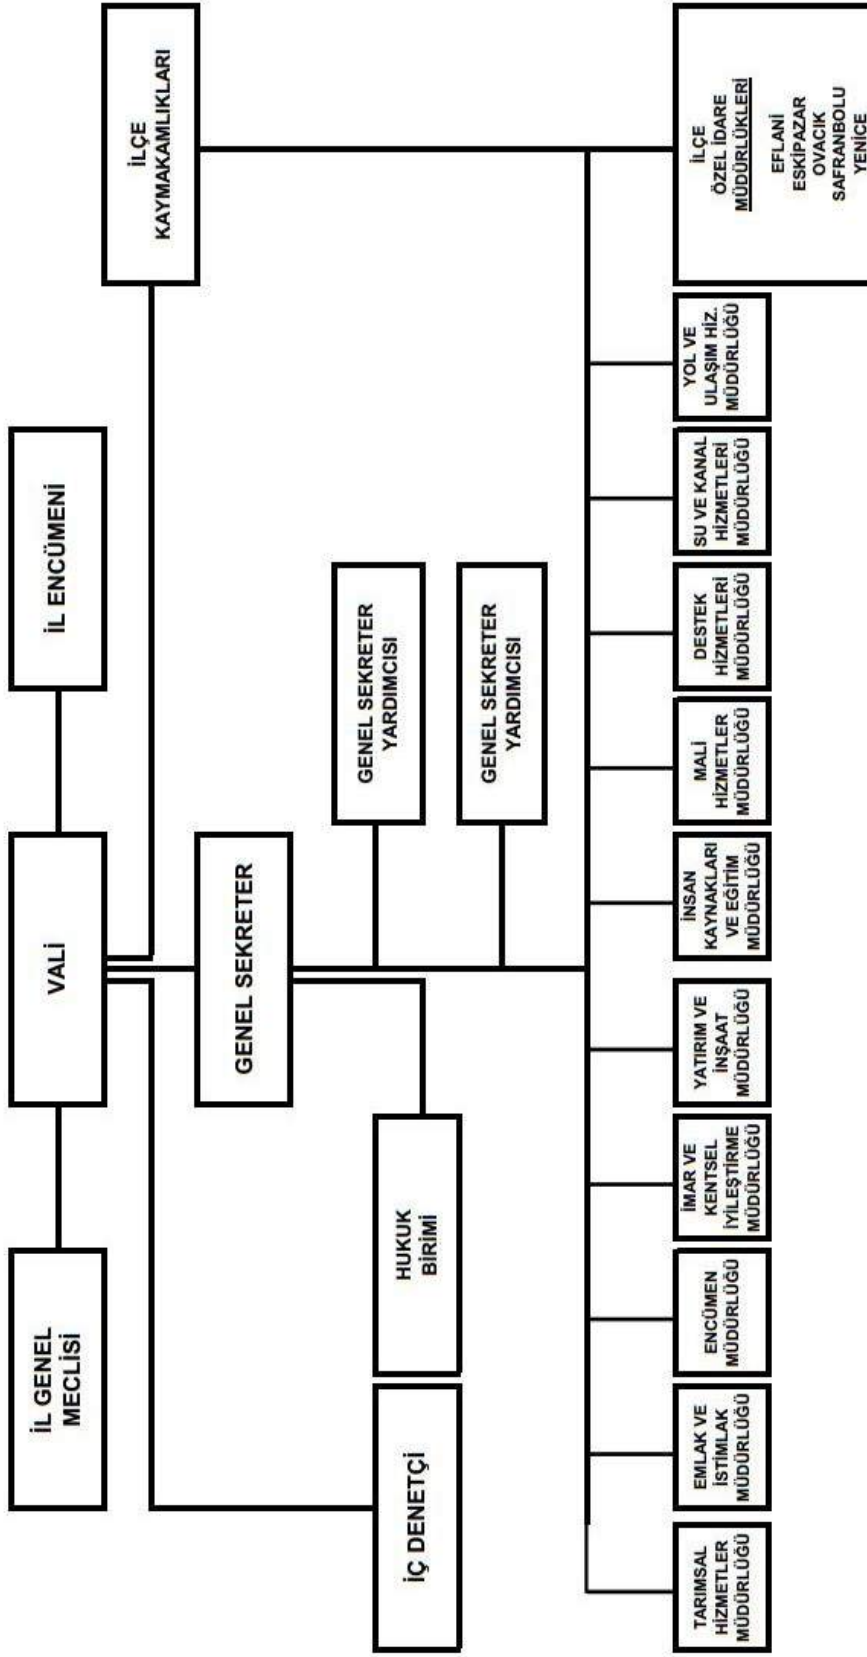 İL GENEL
MECLİSİ
VALİ
İL ENCÜMENİ
İLÇE
KAYMAKAMLIKLARI
GENEL SEKRETER
GENEL SEKRETER
YARDIMCISI
GENEL SEKRETER
YARDIMCISI
İÇ DENETÇİ
HUKUK
BİRİMİ
TARIMSAL
HİZMETLER
MÜDÜRLÜĞÜ
EMLAK VE
İSTİMLAK
MÜDÜRLÜĞÜ
ENCÜMEN
MÜDÜRLÜĞÜ
İMAR VE
KENTSEL
İYİLEŞTİRME
MÜDÜRLÜĞÜ
YATIRIM VE
İNŞAAT
MÜDÜRLÜĞÜ
İNSAN
KAYNAKLARI
VE EĞİTİM
MÜDÜRLÜĞÜ
MALİ
HİZMETLER
MÜDÜRLÜĞÜ
DESTEK
HİZMETLERİ
MÜDÜRLÜĞÜ
SU VE KANAL
HİZMETLERİ
MÜDÜRLÜĞÜ
YOL VE
ULAŞIM HİZ.
MÜDÜRLÜĞÜ
İLÇE
ÖZEL İDARE
MÜDÜRLÜKLERİ
EFLANİ
ESKİPAZAR
OVACIK
SAFRANBOLU
YENİCE